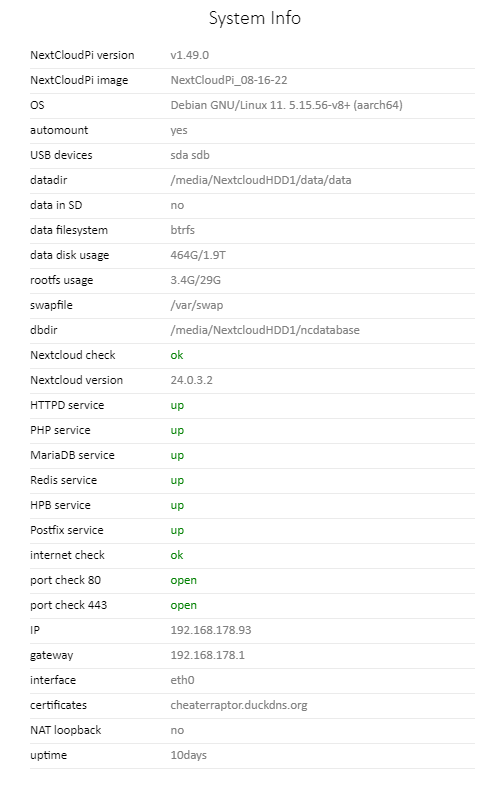 System Info
NextCloudPi version v1.49.0
NextCloudPi image NextCloudPi_08-16-22
OS Debian GNU/Linux 11. 5.15.56-v8+ (aarch64)
automount yes
USB devices sda sdb
datadir /media/NextcloudHDD1/data/data
data in SD no
data filesystem btrfs
data disk usage 464G/1.9T
rootfs usage 3.4G/29G
swapfile /var/swap
dbdir /media/NextcloudHDD1/ncdatabase
Nextcloud check ok
Nextcloud version 24.0.3.2
HTTPD service up
PHP service up
MariaDB service up
Redis service up
HPB service up
Postfix service up
internet check ok
port check 80 open
port check 443 open
IP 192.168.178.93
gateway 192.168.178.1
interface eth0
certificates cheaterraptor.duckdns.org
NAT loopback no
uptime 10days